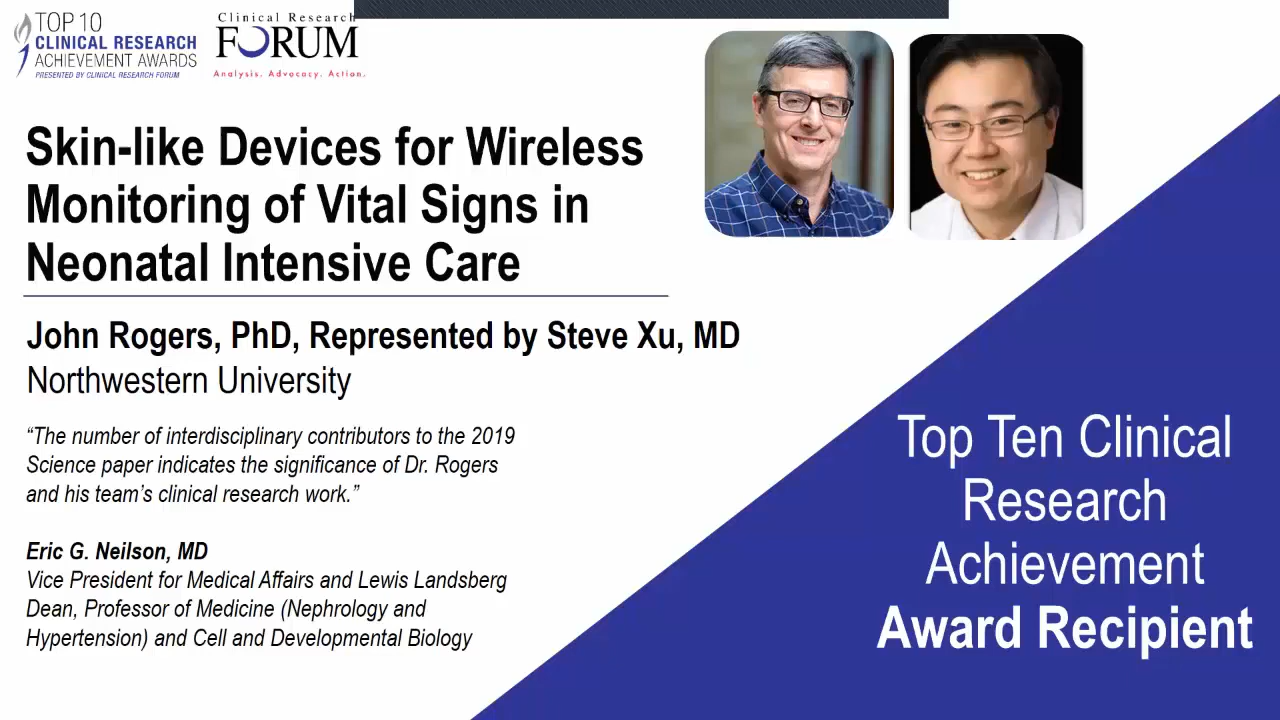 TOP 10
CLINICAL RESEARCH
ACHIEVEMENT AWARDS
PRESENTED BY CLINICAL RESEARCH FORUM
Clinical Research
FORUM
Analysis. Advocacy. Action.
Skin-like Devices for Wireless
Monitoring of Vital Signs in
Neonatal Intensive Care
John Rogers, PhD, Represented by Steve Xu, MD
Northwestern University
“The number of interdisciplinary contributors to the 2019
Science paper indicates the significance of Dr. Rogers
and his team’s clinical research work.”
Eric G. Neilson, MD
Vice President for Medical Affairs and Lewis Landsberg
Dean, Professor of Medicine (Nephrology and
Hypertension) and Cell and Developmental Biology
Top Ten Clinical
Research
Achievement
Award Recipient